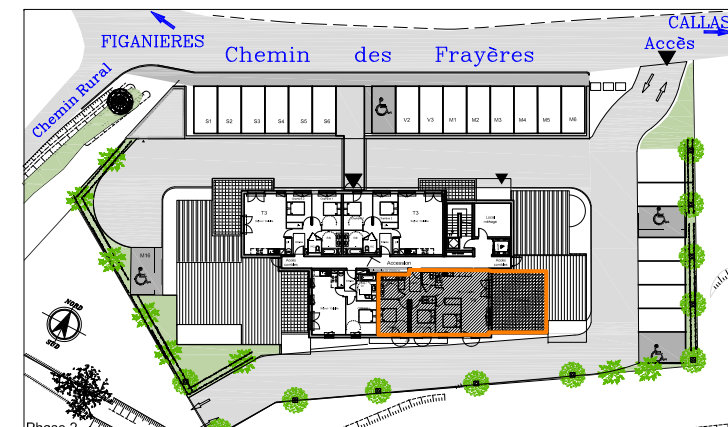 CALLAS
FIGANIERES
Chemin des Frayères
Accès
Chemin Rural
S1 S2 S3 S4 S5 S6 V2 V3 M1 M2 M3 M4 M5 M6
T3 T3
Local
ménage
Accession
M16
NORD
SUD
Phase 2